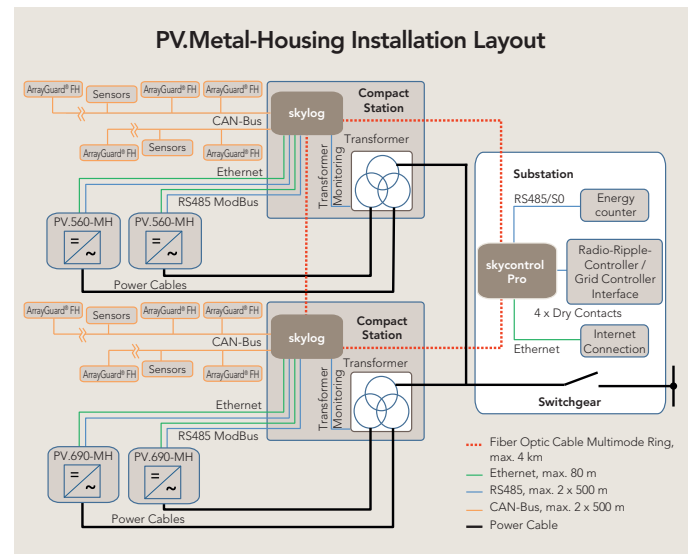 PV.Metal-Housing Installation Layout
ArrayGuard® FH
Sensors
ArrayGuard® FH
ArrayGuard® FH
CAN-Bus
ArrayGuard® FH
Sensors
ArrayGuard® FH
skylog
Compact
Station
Transformer
Transformer
Monitoring
Ethernet
RS485 ModBus
PV.560-MH
=
~
PV.560-MH
=
~
Power Cables
ArrayGuard® FH
Sensors
ArrayGuard® FH
ArrayGuard® FH
CAN-Bus
ArrayGuard® FH
Sensors
ArrayGuard® FH
skylog
Compact
Station
Transformer
Transformer
Monitoring
Ethernet
RS485 ModBus
PV.690-MH
=
~
PV.690-MH
=
~
Power Cables
Substation
RS485/S0
Energy
counter
skycontrol
Pro
Radio-Ripple-
Controller /
Grid Controller
Interface
4 x Dry Contacts
Ethernet
Internet
Connection
Switchgear
Fiber Optic Cable Multimode Ring,
max. 4 km
Ethernet, max. 80 m
RS485, max. 2 x 500 m
CAN-Bus, max. 2 x 500 m
Power Cable